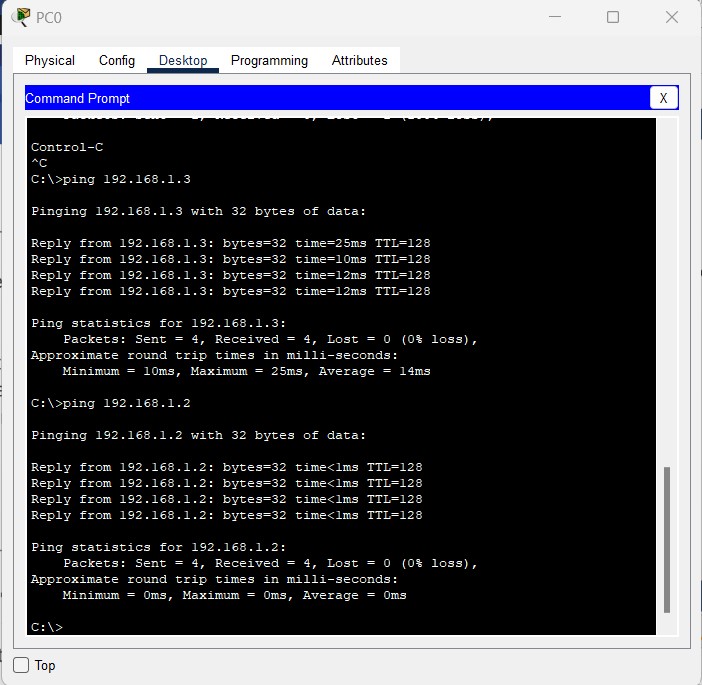 PC0
Physical Config Desktop Programming Attributes
Command Prompt X
Control-C
^C
C:\>ping 192.168.1.3
Pinging 192.168.1.3 with 32 bytes of data:
Reply from 192.168.1.3: bytes=32 time=25ms TTL=128
Reply from 192.168.1.3: bytes=32 time=10ms TTL=128
Reply from 192.168.1.3: bytes=32 time=12ms TTL=128
Reply from 192.168.1.3: bytes=32 time=12ms TTL=128
Ping statistics for 192.168.1.3:
Packets: Sent = 4, Received = 4, Lost = 0 (0% loss),
Approximate round trip times in milli-seconds:
Minimum = 10ms, Maximum = 25ms, Average = 14ms
C:\>ping 192.168.1.2
Pinging 192.168.1.2 with 32 bytes of data:
Reply from 192.168.1.2: bytes=32 time<1ms TTL=128
Reply from 192.168.1.2: bytes=32 time<1ms TTL=128
Reply from 192.168.1.2: bytes=32 time<1ms TTL=128
Reply from 192.168.1.2: bytes=32 time<1ms TTL=128
Ping statistics for 192.168.1.2:
Packets: Sent = 4, Received = 4, Lost = 0 (0% loss),
Approximate round trip times in milli-seconds:
Minimum = 0ms, Maximum = 0ms, Average = 0ms
C:\>
Top